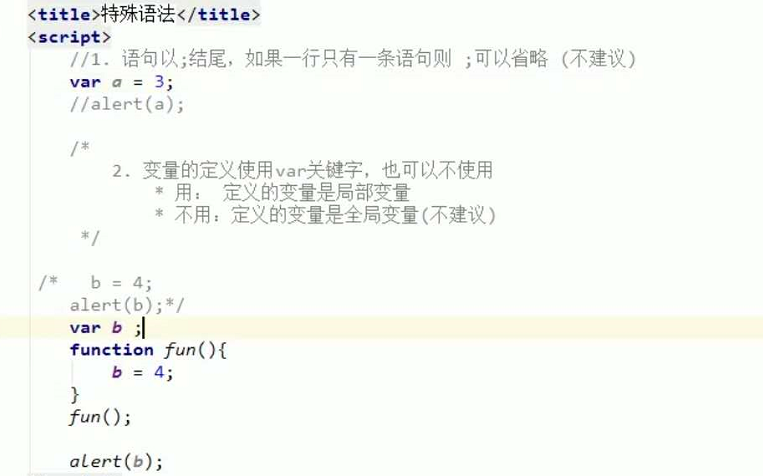 <title>特殊语法</title>
<script>
//1. 语句以;结尾，如果一行只有一条语句则 ;可以省略 (不建议)
var a = 3;
//alert(a);
/*
2. 变量的定义使用var关键字，也可以不使用
* 用： 定义的变量是局部变量
* 不用：定义的变量是全局变量(不建议)
*/
/*   b = 4;
alert(b);*/
var b ;
function fun(){
b = 4;
}
fun();
alert(b);